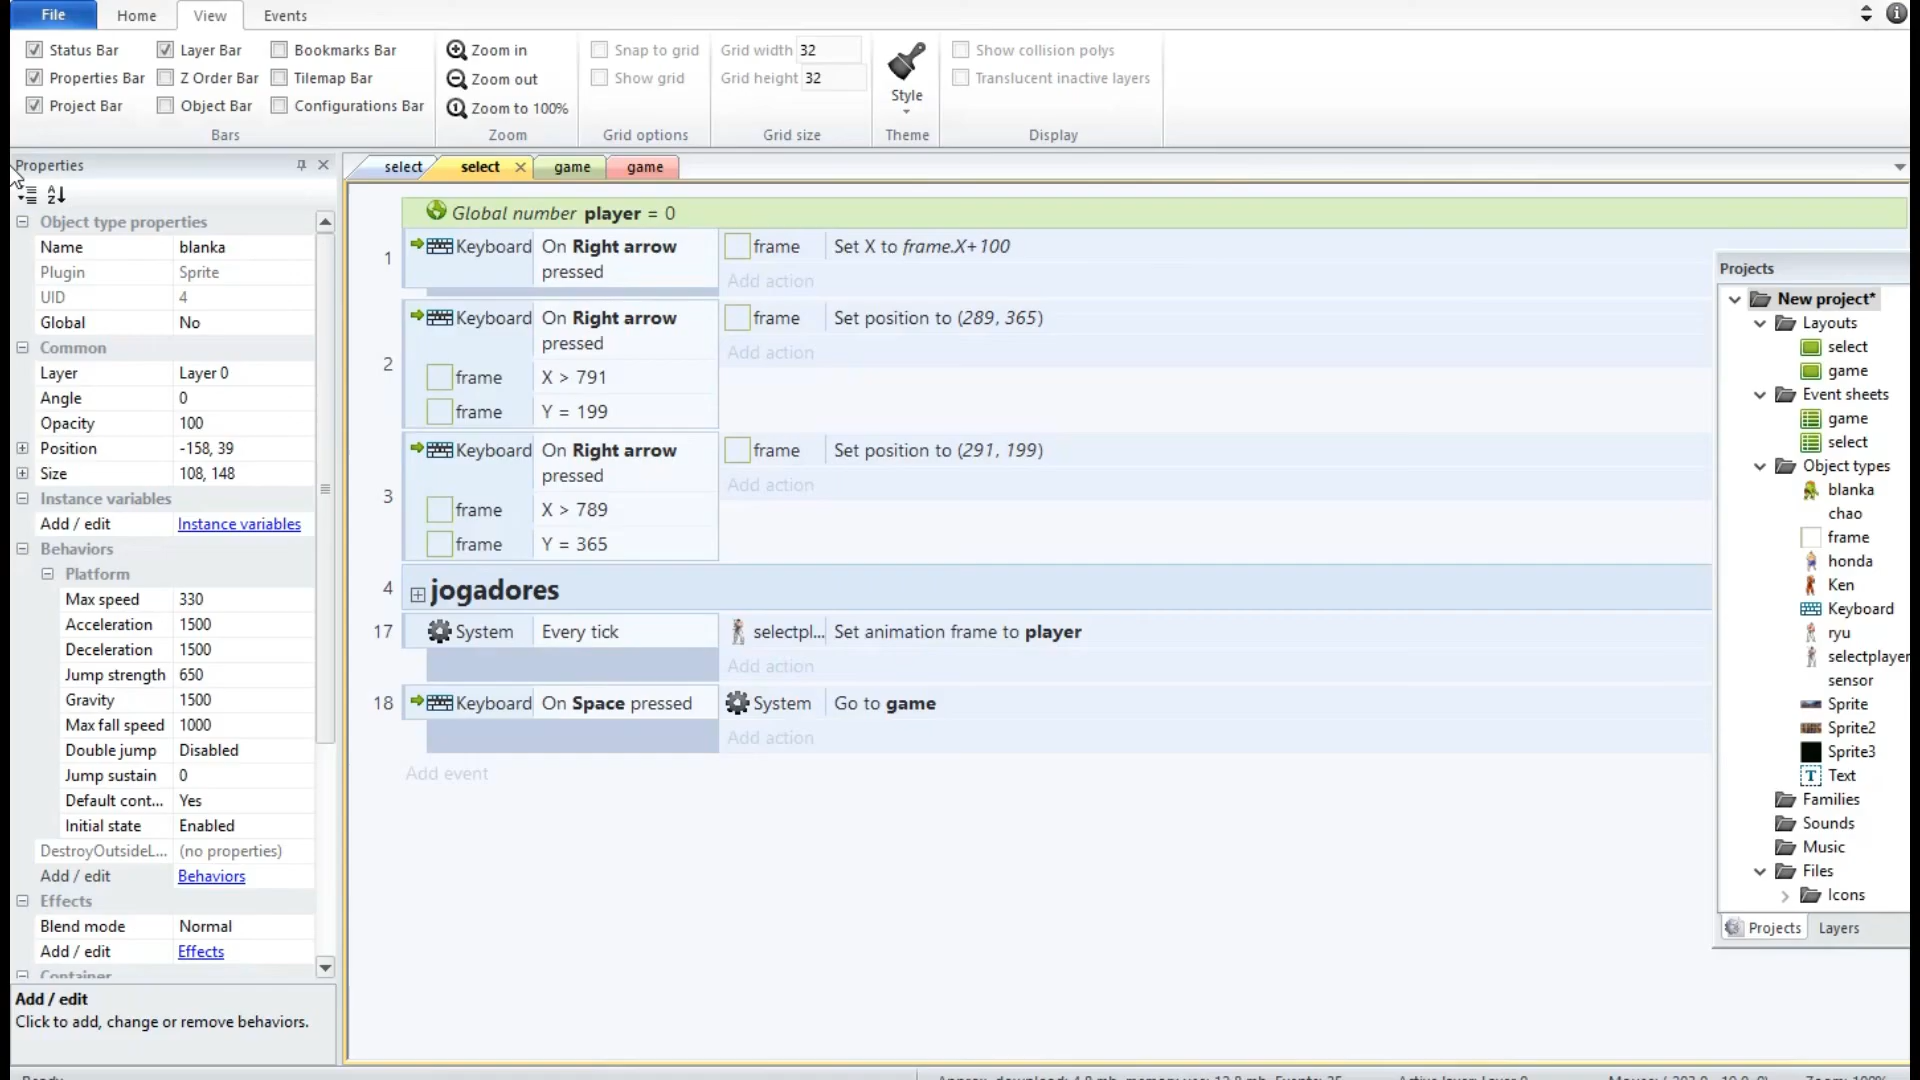 File Home View Events
Status Bar Layer Bar Bookmarks Bar Zoom in Snap to grid Grid width 32 Show collision polys
Properties Bar Z Order Bar Tilemap Bar Zoom out Show grid Grid height 32 Translucent inactive layers
Project Bar Object Bar Configurations Bar Zoom to 100% Style
Bars Zoom Grid options Grid size Theme Display
Properties
Object type properties
Name blanka
Plugin Sprite
UID 4
Global No
Common
Layer Layer 0
Angle 0
Opacity 100
Position -158, 39
Size 108, 148
Instance variables
Add / edit Instance variables
Behaviors
Platform
Max speed 330
Acceleration 1500
Deceleration 1500
Jump strength 650
Gravity 1500
Max fall speed 1000
Double jump Disabled
Jump sustain 0
Default cont... Yes
Initial state Enabled
DestroyOutsideL... (no properties)
Add / edit Behaviors
Effects
Blend mode Normal
Add / edit Effects
Container
Add / edit
Click to add, change or remove behaviors.
select select game game
Global number player = 0
1 Keyboard On Right arrow pressed frame Set X to frame.X+100
Add action
2 Keyboard On Right arrow pressed frame Set position to (289, 365)
Add action
frame X > 791
frame Y = 199
3 Keyboard On Right arrow pressed frame Set position to (291, 199)
Add action
frame X > 789
frame Y = 365
4 jogadores
17 System Every tick selectpl... Set animation frame to player
Add action
18 Keyboard On Space pressed System Go to game
Add action
Add event
Projects
New project*
Layouts
select
game
Event sheets
game
select
Object types
blanka
chao
frame
honda
Ken
Keyboard
ryu
selectplayer
sensor
Sprite
Sprite2
Sprite3
Text
Families
Sounds
Music
Files
Icons
Projects Layers